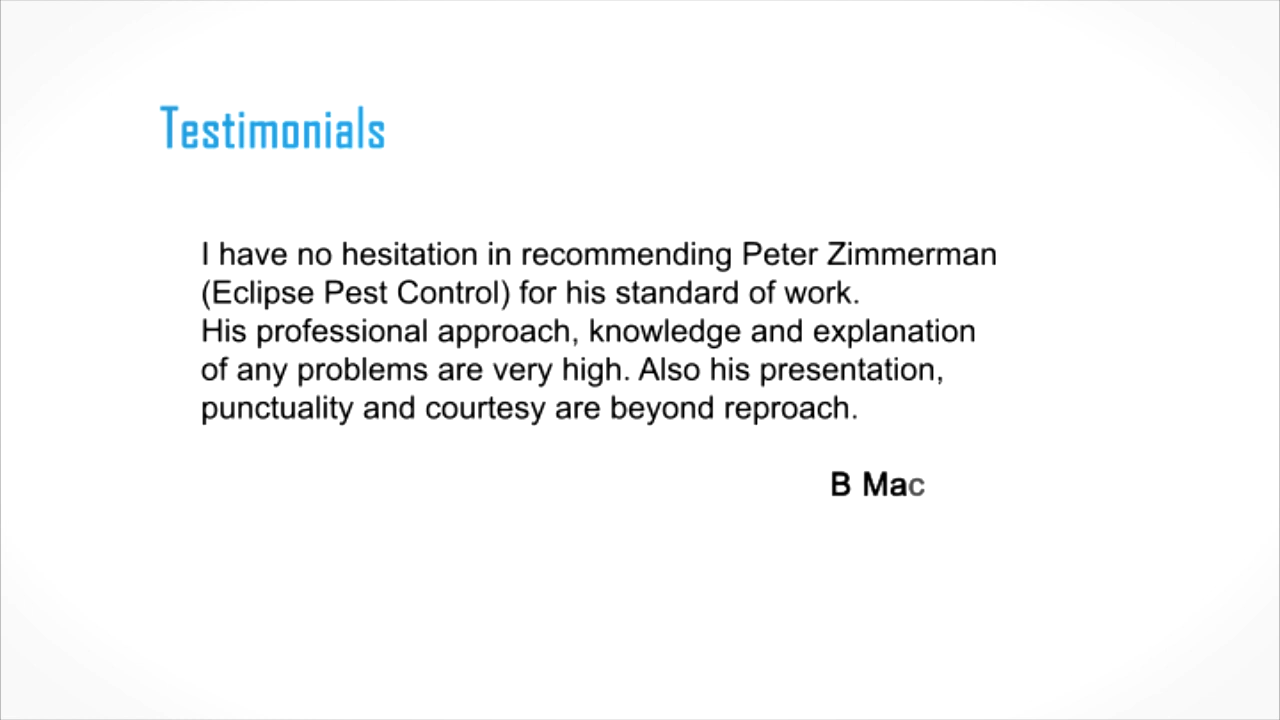 Testimonials
I have no hesitation in recommending Peter Zimmerman
(Eclipse Pest Control) for his standard of work.
His professional approach, knowledge and explanation
of any problems are very high. Also his presentation,
punctuality and courtesy are beyond reproach.
B Mac